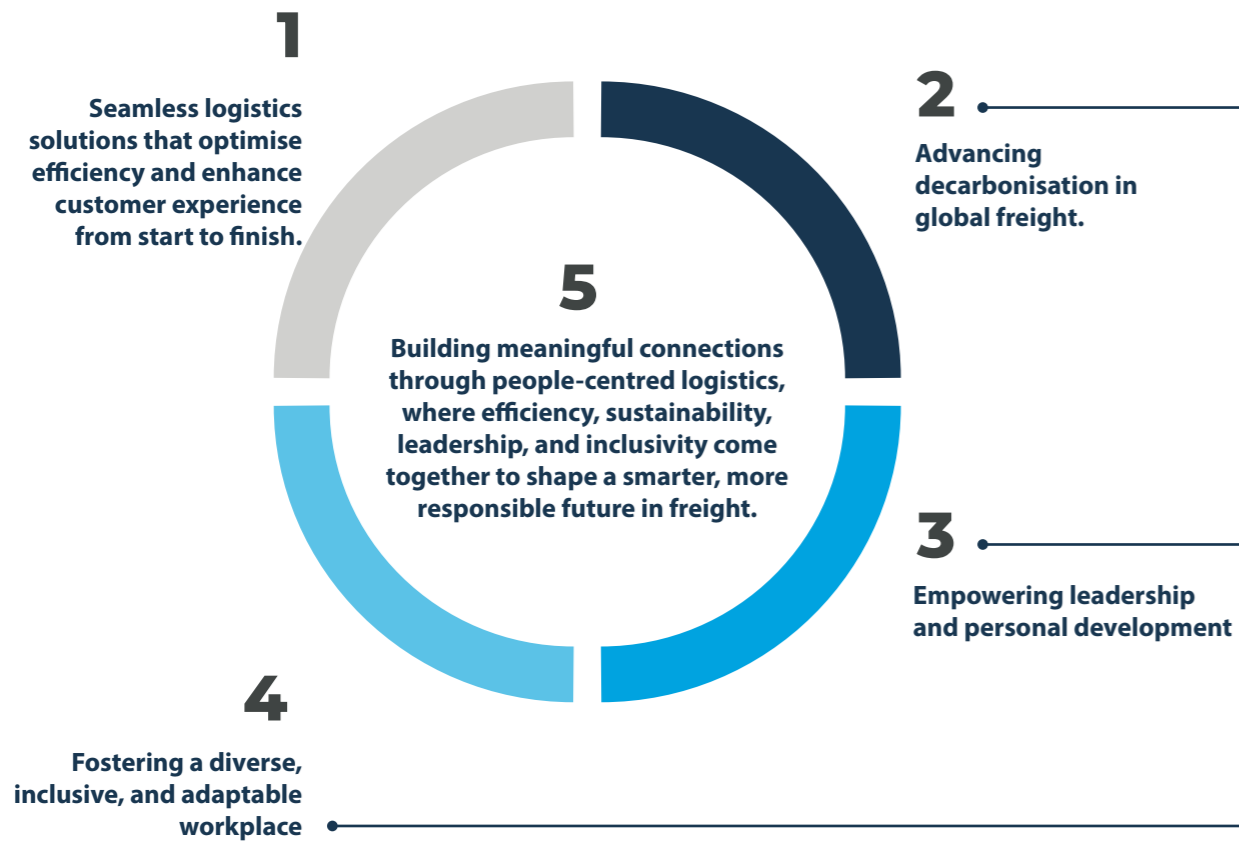 1
Seamless logistics
solutions that optimise
efficiency and enhance
customer experience
from start to finish.
2
Advancing
decarbonisation in
global freight.
5
Building meaningful connections
through people-centred logistics,
where efficiency, sustainability,
leadership, and inclusivity come
together to shape a smarter, more
responsible future in freight.
3
Empowering leadership
and personal development
4
Fostering a diverse,
inclusive, and adaptable
workplace